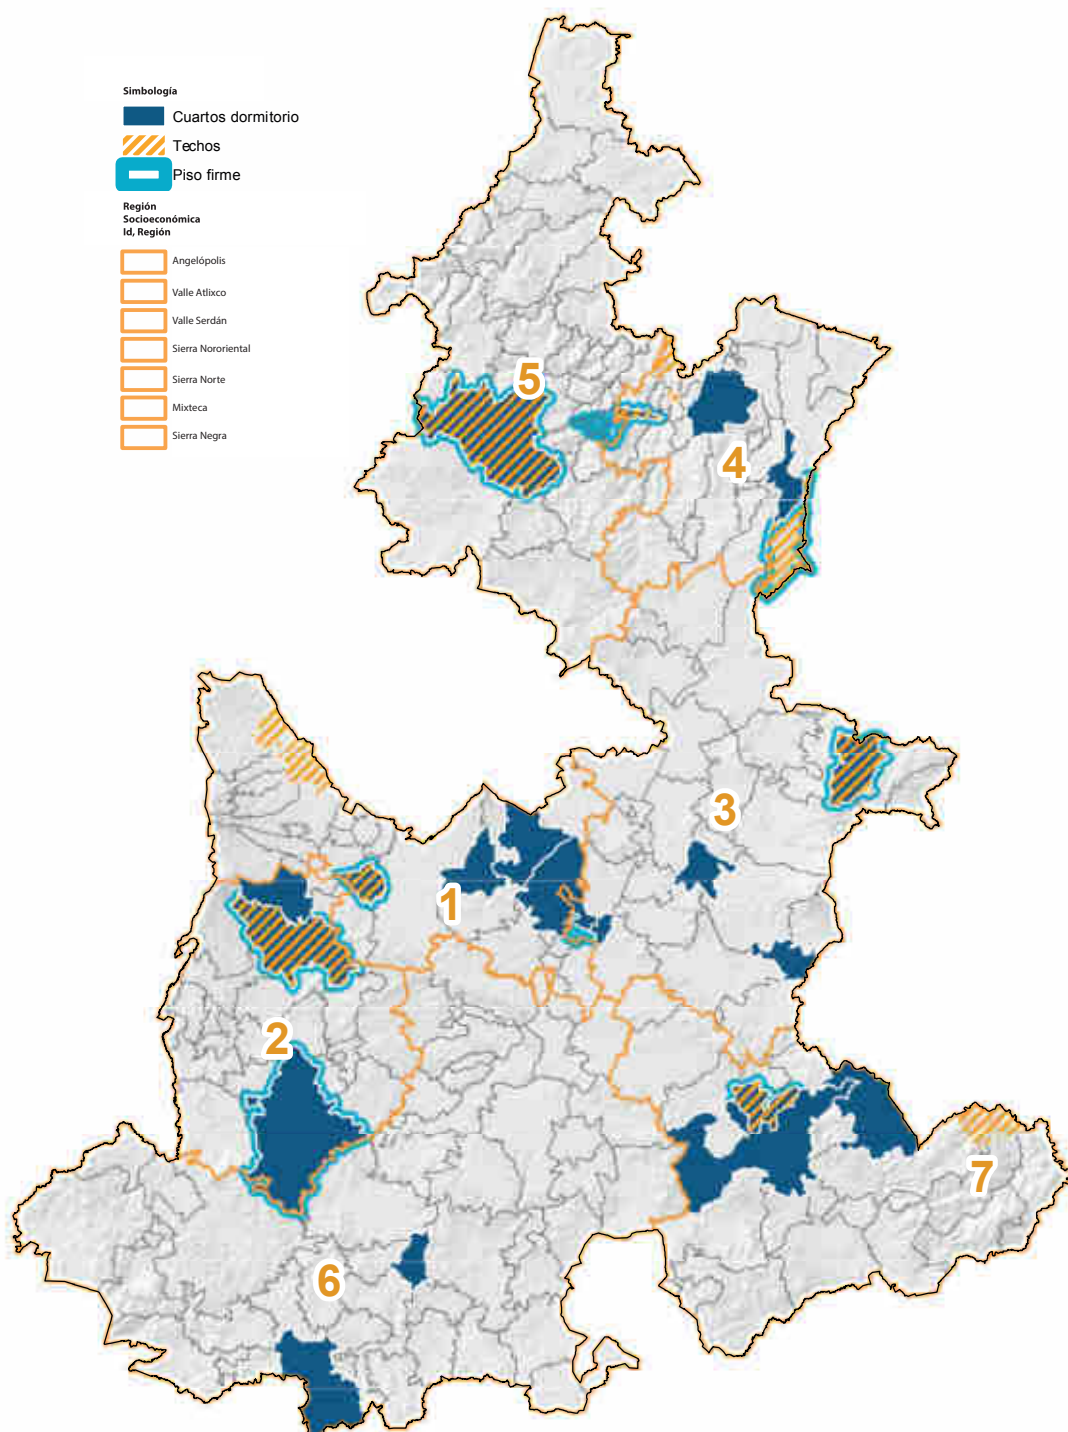 Simbología
Cuartos dormitorio
Techos
Piso firme
Región
Socioeconómica
Id, Región
Angelópolis
Valle Atlixco
Valle Serdán
Sierra Nororiental
Sierra Norte
Mixteca
Sierra Negra
5
4
3
1
2
7
6